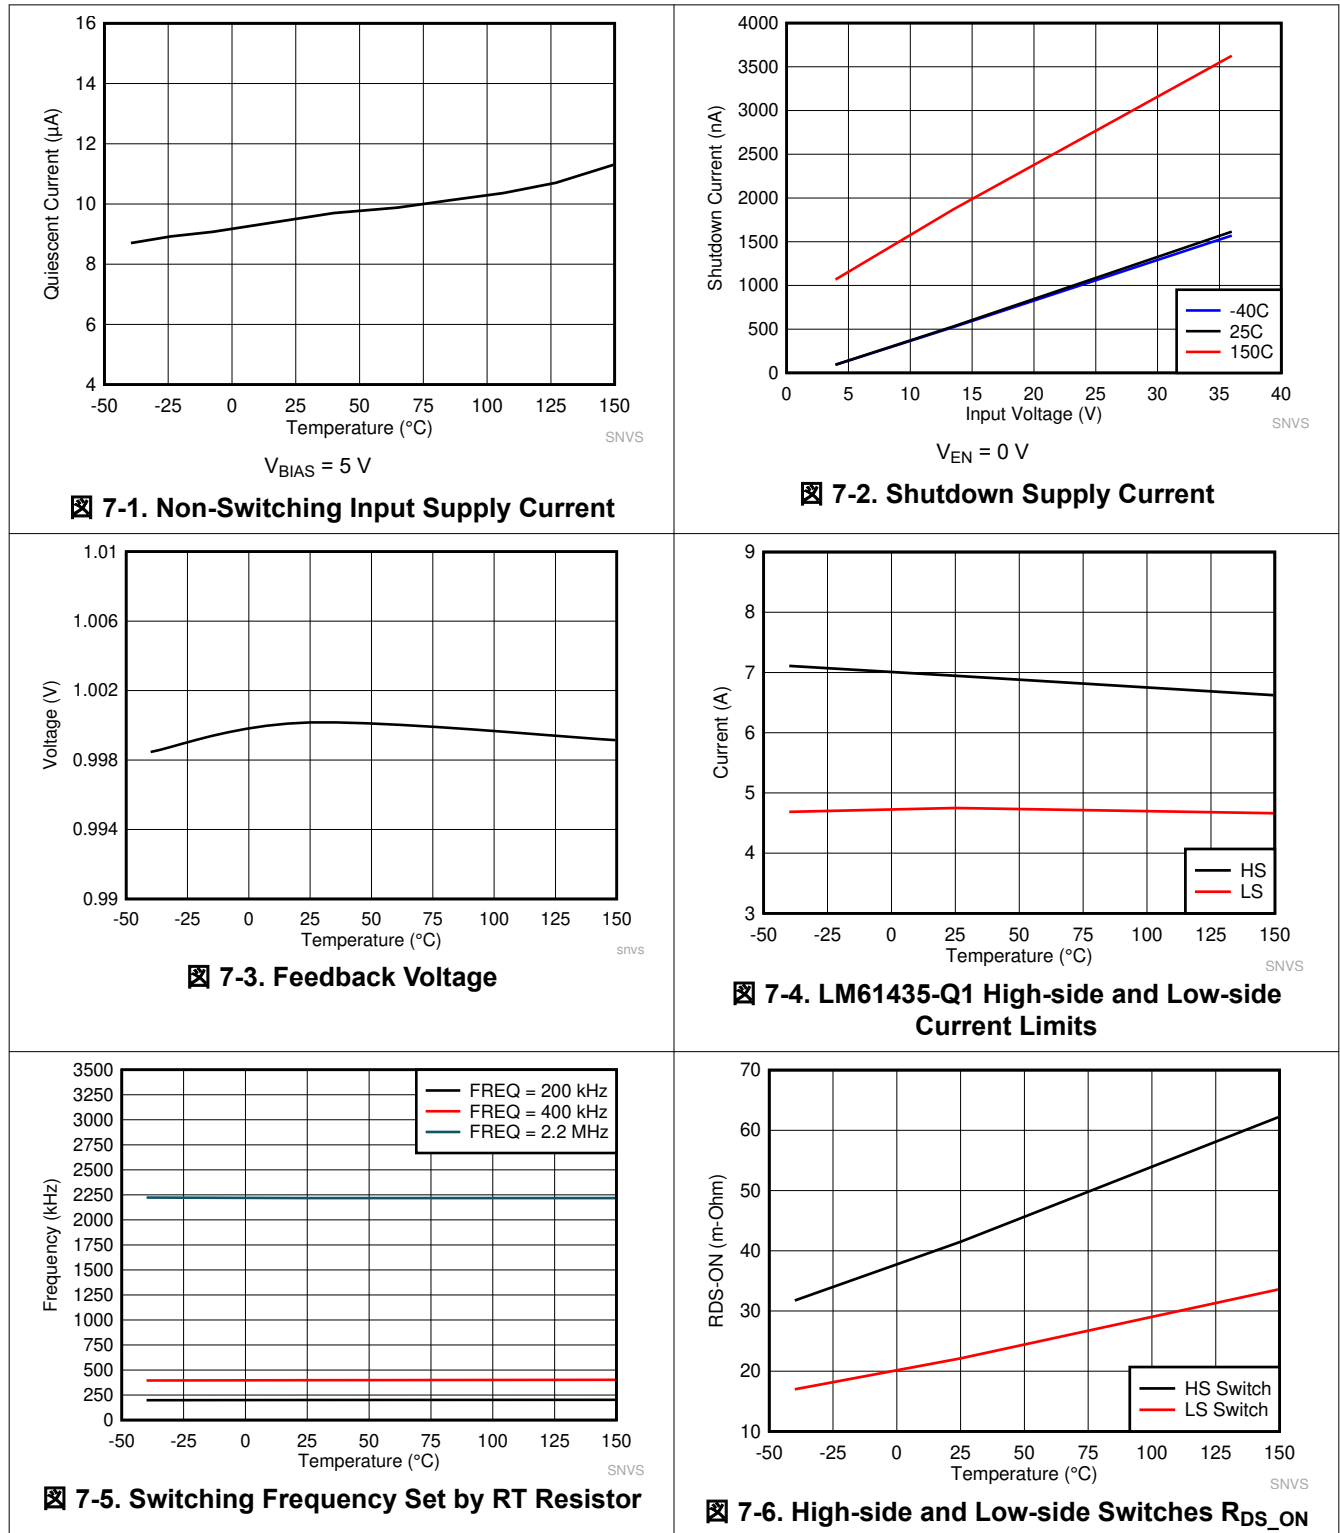 16
14
12
10
8
6
4
-50 -25 0 25 50 75 100 125 150
Quiescent Current (µA)
Temperature (°C)
SNVS
V_BIAS = 5 V
図 7-1. Non-Switching Input Supply Current
4000
3500
3000
2500
2000
1500
1000
500
0
0 5 10 15 20 25 30 35 40
Shutdown Current (nA)
Input Voltage (V)
-40C
25C
150C
SNVS
V_EN = 0 V
図 7-2. Shutdown Supply Current
1.01
1.006
1.002
0.998
0.994
0.99
-50 -25 0 25 50 75 100 125 150
Voltage (V)
Temperature (°C)
snvs
図 7-3. Feedback Voltage
9
8
7
6
5
4
3
-50 -25 0 25 50 75 100 125 150
Current (A)
Temperature (°C)
HS
LS
SNVS
図 7-4. LM61435-Q1 High-side and Low-side
Current Limits
3500
3250
3000
2750
2500
2250
2000
1750
1500
1250
1000
750
500
250
0
-50 -25 0 25 50 75 100 125 150
Frequency (kHz)
Temperature (°C)
FREQ = 200 kHz
FREQ = 400 kHz
FREQ = 2.2 MHz
SNVS
図 7-5. Switching Frequency Set by RT Resistor
70
60
50
40
30
20
10
-50 -25 0 25 50 75 100 125 150
RDS-ON (m-Ohm)
Temperature (°C)
HS Switch
LS Switch
SNVS
図 7-6. High-side and Low-side Switches R_DS_ON